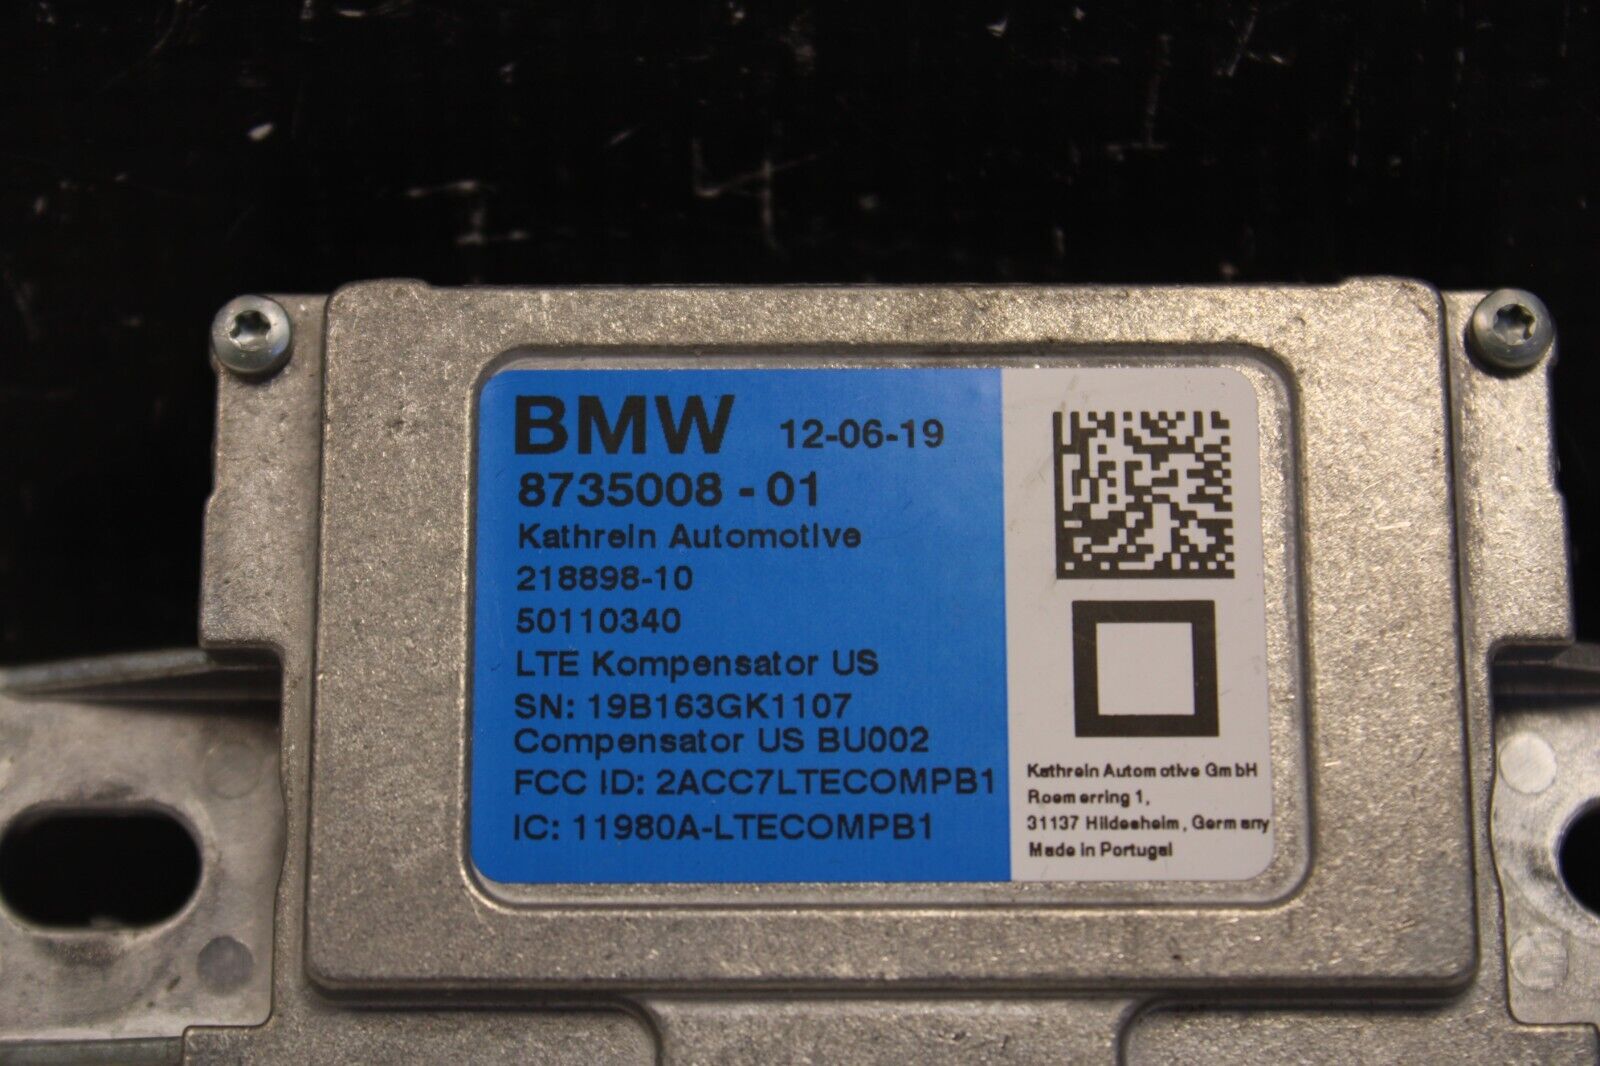 BMW 12-06-19
8735008 - 01
Kathrein Automotive
218898-10
50110340
LTE Kompensator US
SN: 19B163GK1107
Compensator US BU002
FCC ID: 2ACC7LTECOMPB1
IC: 11980A-LTECOMPB1
Kathrein Automotive GmbH
Roemerring 1,
31137 Hildesheim, Germany
Made in Portugal